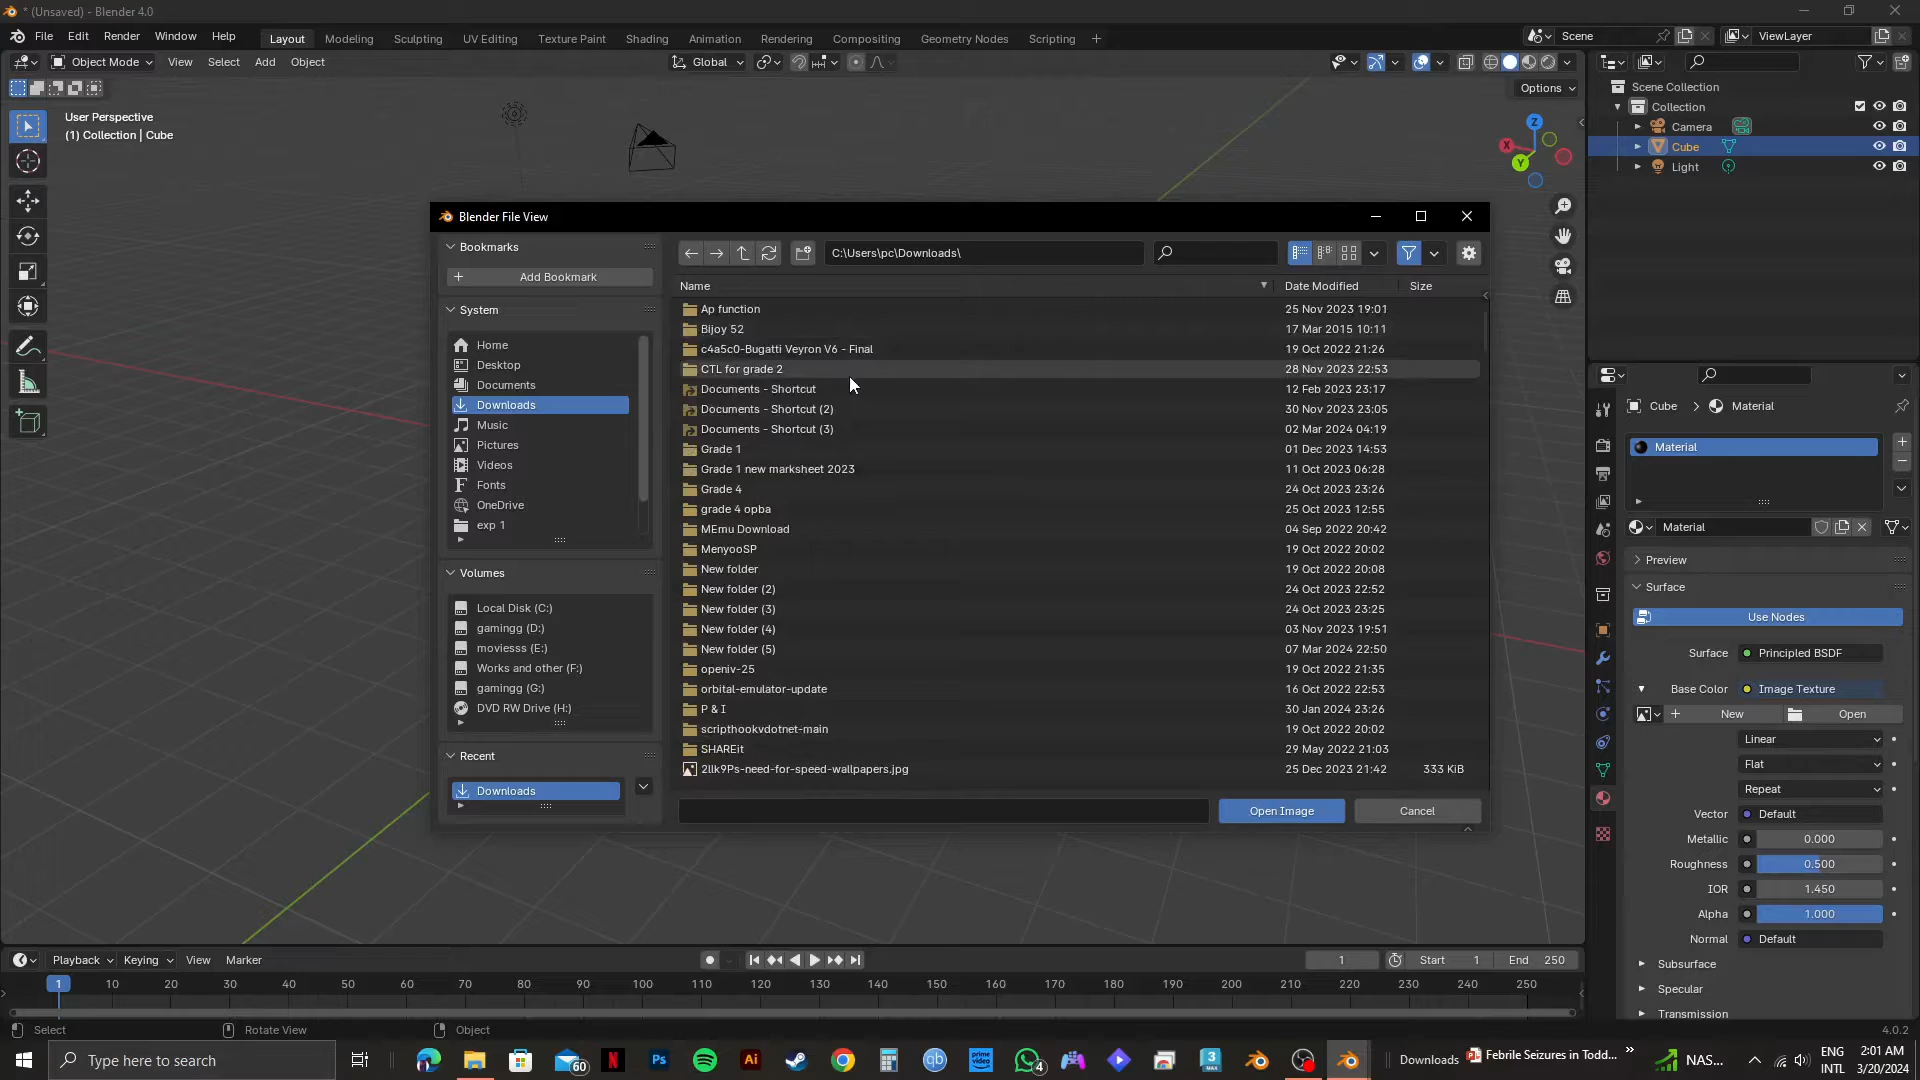 * (Unsaved) - Blender 4.0
File Edit Render Window Help
Layout Modeling Sculpting UV Editing Texture Paint Shading Animation Rendering Compositing Geometry Nodes Scripting +
Scene
ViewLayer
Object Mode View Select Add Object
Global
Options
User Perspective
(1) Collection | Cube
Z
X
Y
Scene Collection
Collection
Camera
Cube
Light
Blender File View
Bookmarks
Add Bookmark
System
Home
Desktop
Documents
Downloads
Music
Pictures
Videos
Fonts
OneDrive
exp 1
Volumes
Local Disk (C:)
gamingg (D:)
moviesss (E:)
Works and other (F:)
gamingg (G:)
DVD RW Drive (H:)
Recent
Downloads
C:\Users\pc\Downloads\
Name Date Modified Size
Ap function 25 Nov 2023 19:01
Bijoy 52 17 Mar 2015 10:11
c4a5c0-Bugatti Veyron V6 - Final 19 Oct 2022 21:26
CTL for grade 2 28 Nov 2023 22:53
Documents - Shortcut 12 Feb 2023 23:17
Documents - Shortcut (2) 30 Nov 2023 23:05
Documents - Shortcut (3) 02 Mar 2024 04:19
Grade 1 01 Dec 2023 14:53
Grade 1 new marksheet 2023 11 Oct 2023 06:28
Grade 4 24 Oct 2023 23:26
grade 4 opba 25 Oct 2023 12:55
MEmu Download 04 Sep 2022 20:42
MenyooSP 19 Oct 2022 20:02
New folder 19 Oct 2022 20:08
New folder (2) 24 Oct 2023 22:52
New folder (3) 24 Oct 2023 23:25
New folder (4) 03 Nov 2023 19:51
New folder (5) 07 Mar 2024 22:50
openiv-25 19 Oct 2022 21:35
orbital-emulator-update 16 Oct 2022 22:53
P & I 30 Jan 2024 23:26
scripthookvdotnet-main 19 Oct 2022 20:02
SHAREit 29 May 2022 21:03
2llk9Ps-need-for-speed-wallpapers.jpg 25 Dec 2023 21:42 333 KiB
Open Image Cancel
Cube Material
Material
Material
Preview
Surface
Use Nodes
Surface Principled BSDF
Base Color Image Texture
New Open
Linear
Flat
Repeat
Vector Default
Metallic 0.000
Roughness 0.500
IOR 1.450
Alpha 1.000
Normal Default
Subsurface
Specular
Transmission
Playback Keying View Marker
1 Start 1 End 250
1 10 20 30 40 50 60 70 80 90 100 110 120 130 140 150 160 170 180 190 200 210 220 230 240 250
Select Rotate View Object
4.0.2
Type here to search
60
N
Ps
Ai
qb
prime video
4
3 MAX
Downloads
Febrile Seizures in Todd...
NAS...
ENG
INTL
2:01 AM
3/20/2024